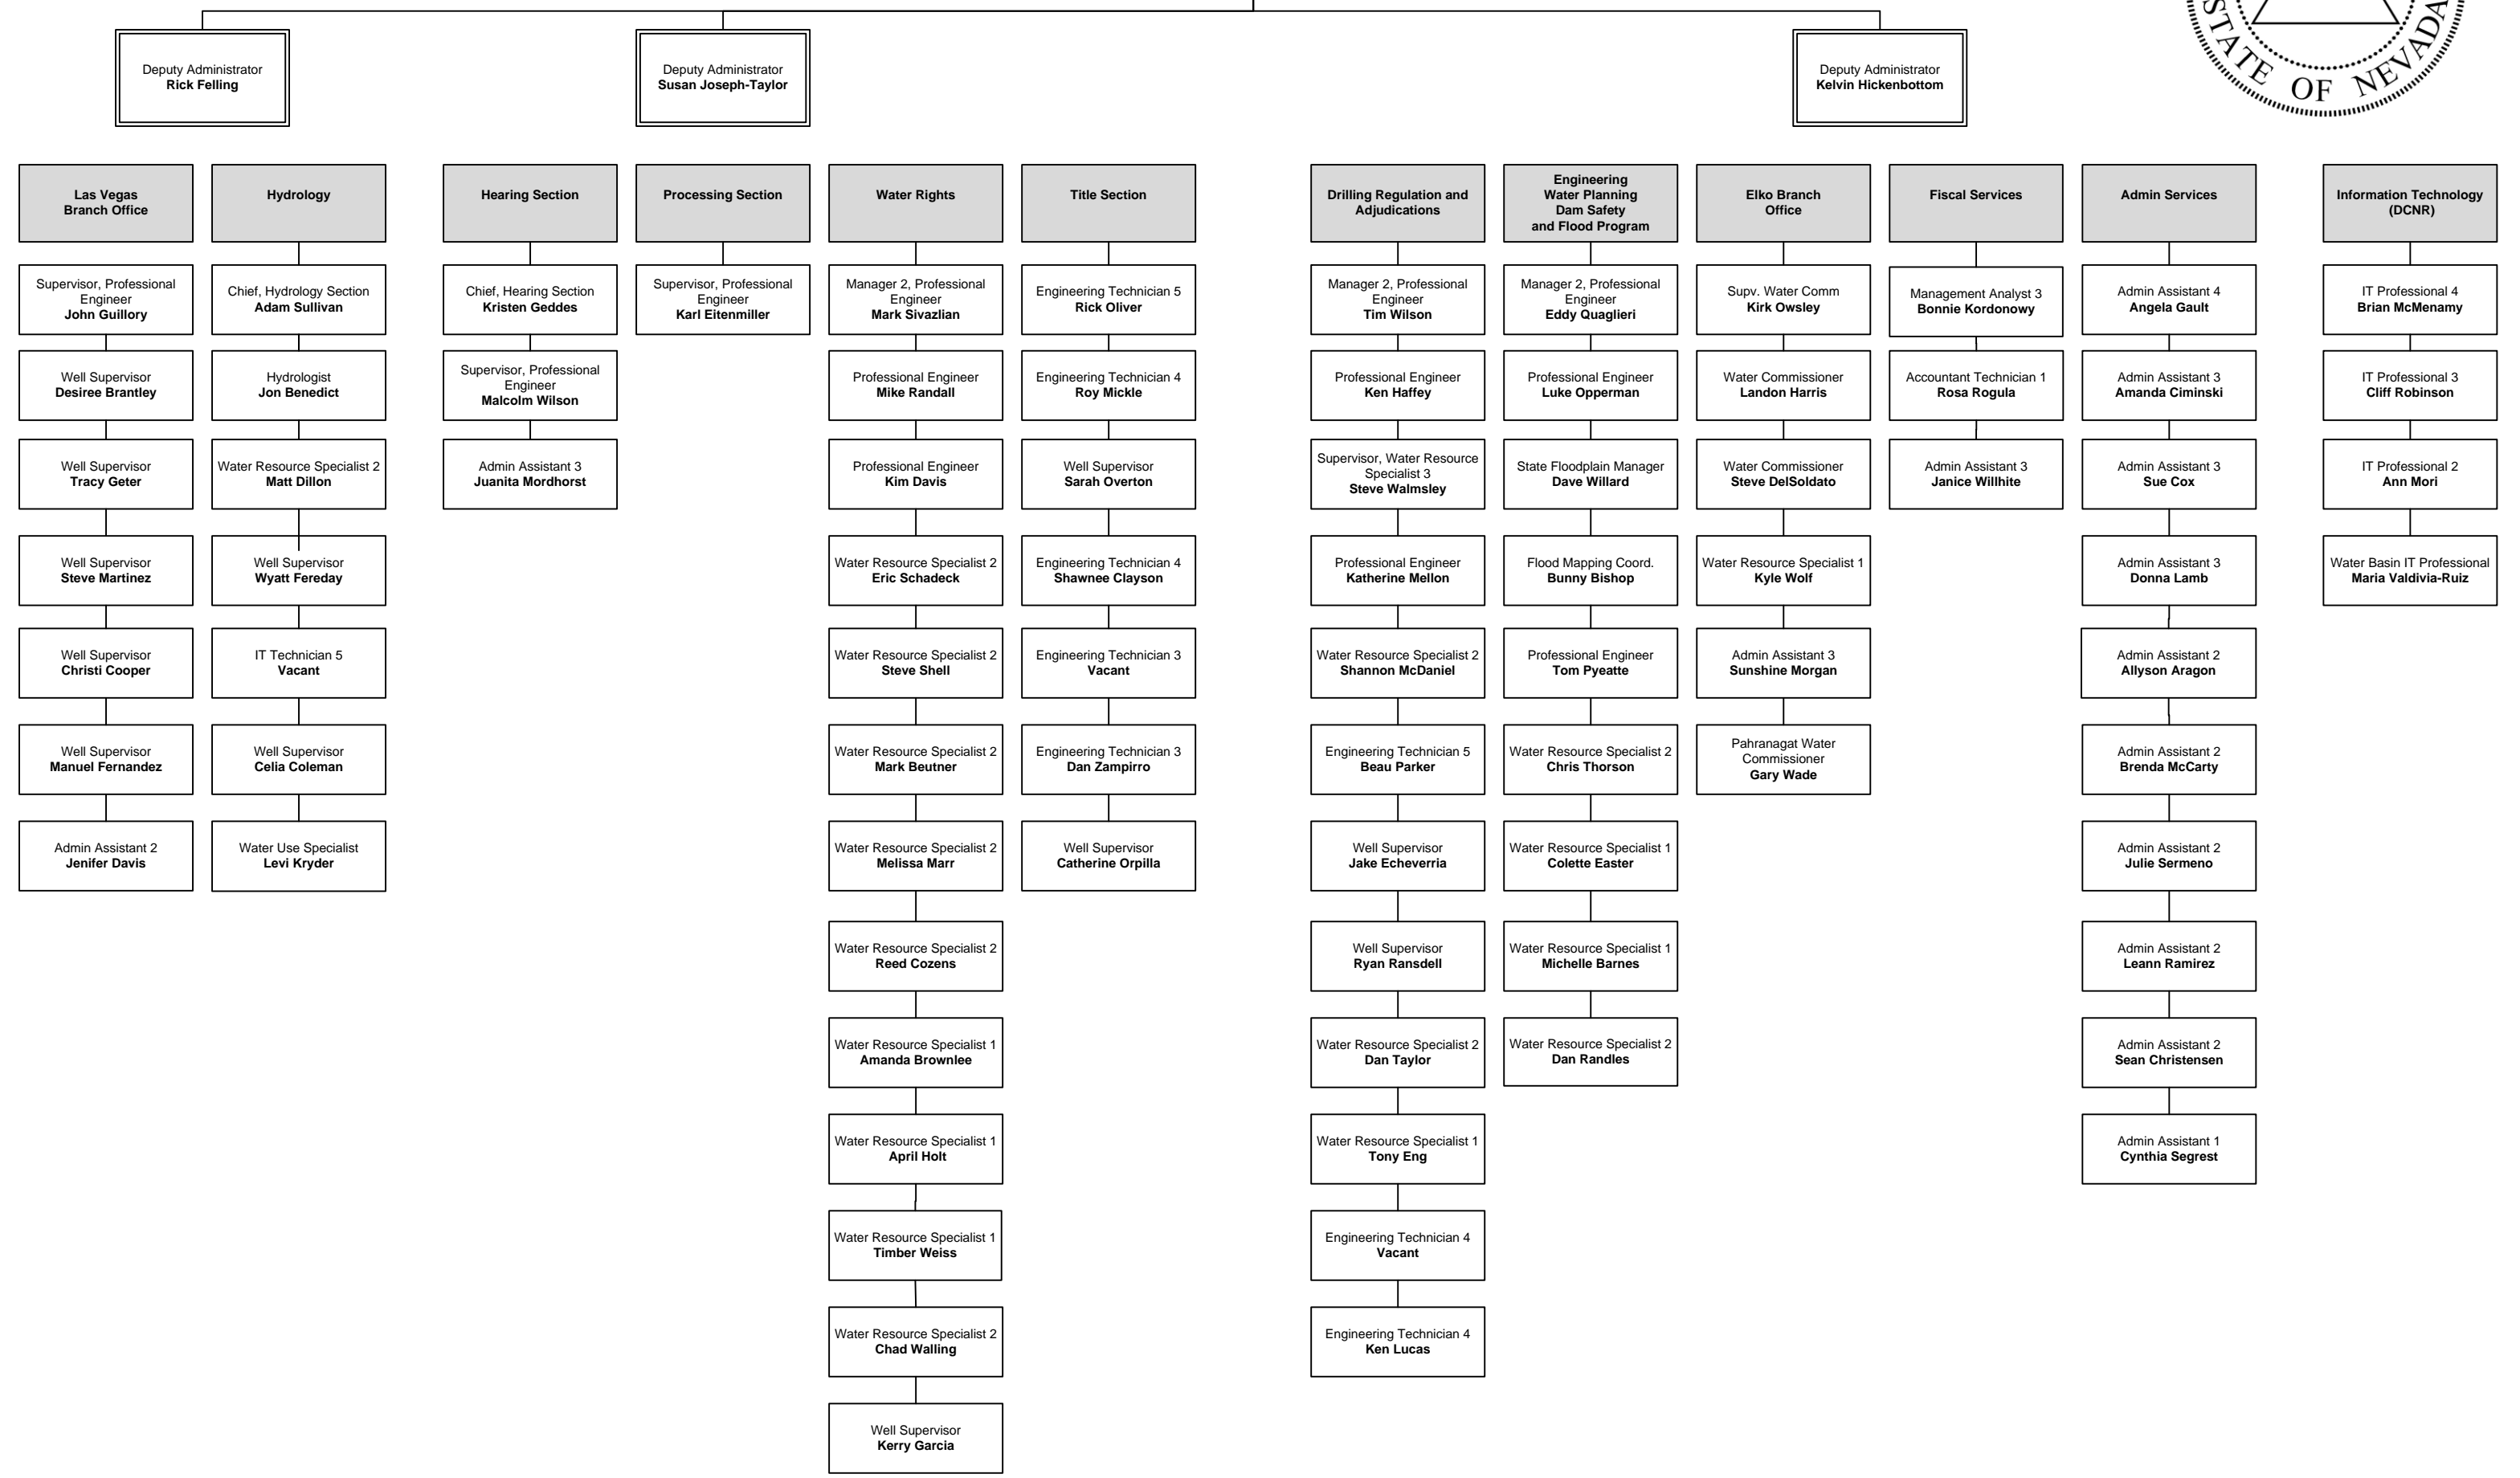 STATE OF NEVADA
Deputy Administrator
Rick Felling
Deputy Administrator
Susan Joseph-Taylor
Deputy Administrator
Kelvin Hickenbottom
Las Vegas
Branch Office
Supervisor, Professional
Engineer
John Guillory
Well Supervisor
Desiree Brantley
Well Supervisor
Tracy Geter
Well Supervisor
Steve Martinez
Well Supervisor
Christi Cooper
Well Supervisor
Manuel Fernandez
Admin Assistant 2
Jenifer Davis
Hydrology
Chief, Hydrology Section
Adam Sullivan
Hydrologist
Jon Benedict
Water Resource Specialist 2
Matt Dillon
Well Supervisor
Wyatt Fereday
IT Technician 5
Vacant
Well Supervisor
Celia Coleman
Water Use Specialist
Levi Kryder
Hearing Section
Chief, Hearing Section
Kristen Geddes
Supervisor, Professional
Engineer
Malcolm Wilson
Admin Assistant 3
Juanita Mordhorst
Processing Section
Supervisor, Professional
Engineer
Karl Eitenmiller
Water Rights
Manager 2, Professional
Engineer
Mark Sivazlian
Professional Engineer
Mike Randall
Professional Engineer
Kim Davis
Water Resource Specialist 2
Eric Schadeck
Water Resource Specialist 2
Steve Shell
Water Resource Specialist 2
Mark Beutner
Water Resource Specialist 2
Melissa Marr
Water Resource Specialist 2
Reed Cozens
Water Resource Specialist 1
Amanda Brownlee
Water Resource Specialist 1
April Holt
Water Resource Specialist 1
Timber Weiss
Water Resource Specialist 2
Chad Walling
Well Supervisor
Kerry Garcia
Title Section
Engineering Technician 5
Rick Oliver
Engineering Technician 4
Roy Mickle
Well Supervisor
Sarah Overton
Engineering Technician 4
Shawnee Clayson
Engineering Technician 3
Vacant
Engineering Technician 3
Dan Zampirro
Well Supervisor
Catherine Orpilla
Drilling Regulation and
Adjudications
Manager 2, Professional
Engineer
Tim Wilson
Professional Engineer
Ken Haffey
Supervisor, Water Resource
Specialist 3
Steve Walmsley
Professional Engineer
Katherine Mellon
Water Resource Specialist 2
Shannon McDaniel
Engineering Technician 5
Beau Parker
Well Supervisor
Jake Echeverria
Well Supervisor
Ryan Ransdell
Water Resource Specialist 2
Dan Taylor
Water Resource Specialist 1
Tony Eng
Engineering Technician 4
Vacant
Engineering Technician 4
Ken Lucas
Engineering
Water Planning
Dam Safety
and Flood Program
Manager 2, Professional
Engineer
Eddy Quaglieri
Professional Engineer
Luke Opperman
State Floodplain Manager
Dave Willard
Flood Mapping Coord.
Bunny Bishop
Professional Engineer
Tom Pyeatte
Water Resource Specialist 2
Chris Thorson
Water Resource Specialist 1
Colette Easter
Water Resource Specialist 1
Michelle Barnes
Water Resource Specialist 2
Dan Randles
Elko Branch
Office
Supv. Water Comm
Kirk Owsley
Water Commissioner
Landon Harris
Water Commissioner
Steve DelSoldato
Water Resource Specialist 1
Kyle Wolf
Admin Assistant 3
Sunshine Morgan
Pahranagat Water
Commissioner
Gary Wade
Fiscal Services
Management Analyst 3
Bonnie Kordonowy
Accountant Technician 1
Rosa Rogula
Admin Assistant 3
Janice Willhite
Admin Services
Admin Assistant 4
Angela Gault
Admin Assistant 3
Amanda Ciminski
Admin Assistant 3
Sue Cox
Admin Assistant 3
Donna Lamb
Admin Assistant 2
Allyson Aragon
Admin Assistant 2
Brenda McCarty
Admin Assistant 2
Julie Sermeno
Admin Assistant 2
Leann Ramirez
Admin Assistant 2
Sean Christensen
Admin Assistant 1
Cynthia Segrest
Information Technology
(DCNR)
IT Professional 4
Brian McMenamy
IT Professional 3
Cliff Robinson
IT Professional 2
Ann Mori
Water Basin IT Professional
Maria Valdivia-Ruiz